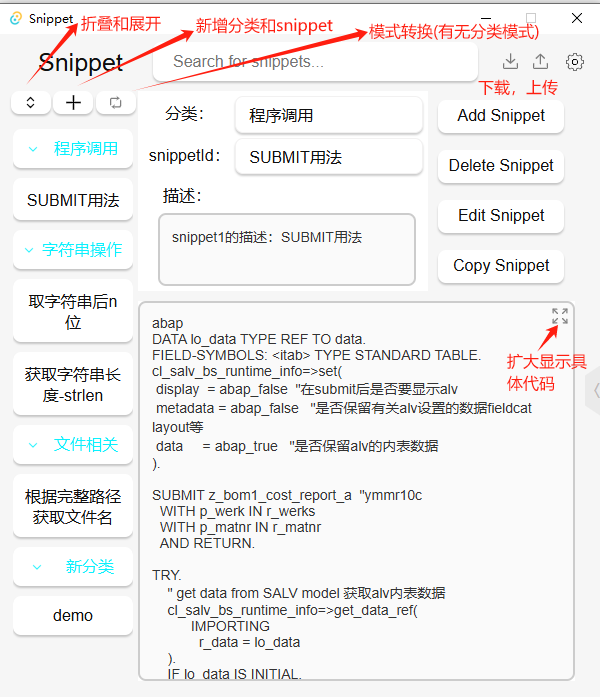 Snippet
折叠和展开
新增分类和snippet
模式转换(有无分类模式)
Snippet
Search for snippets...
下载，上传
程序调用
SUBMIT用法
字符串操作
取字符串后n
位
获取字符串长
度-strlen
文件相关
根据完整路径
获取文件名
新分类
demo
分类：
程序调用
snippetId：
SUBMIT用法
描述：
snippet1的描述：SUBMIT用法
Add Snippet
Delete Snippet
Edit Snippet
Copy Snippet
扩大显示具
体代码
abap
DATA lo_data TYPE REF TO data.
FIELD-SYMBOLS: <itab> TYPE STANDARD TABLE.
cl_salv_bs_runtime_info=>set(
display = abap_false "在submit后是否要显示alv
metadata = abap_false "是否保留有关alv设置的数据fieldcat
layout等
data = abap_true "是否保留alv的内表数据
).
SUBMIT z_bom1_cost_report_a "ymmr10c
WITH p_werk IN r_werks
WITH p_matnr IN r_matnr
AND RETURN.
TRY.
" get data from SALV model 获取alv内表数据
cl_salv_bs_runtime_info=>get_data_ref(
IMPORTING
r_data = lo_data
).
IF lo_data IS INITIAL.